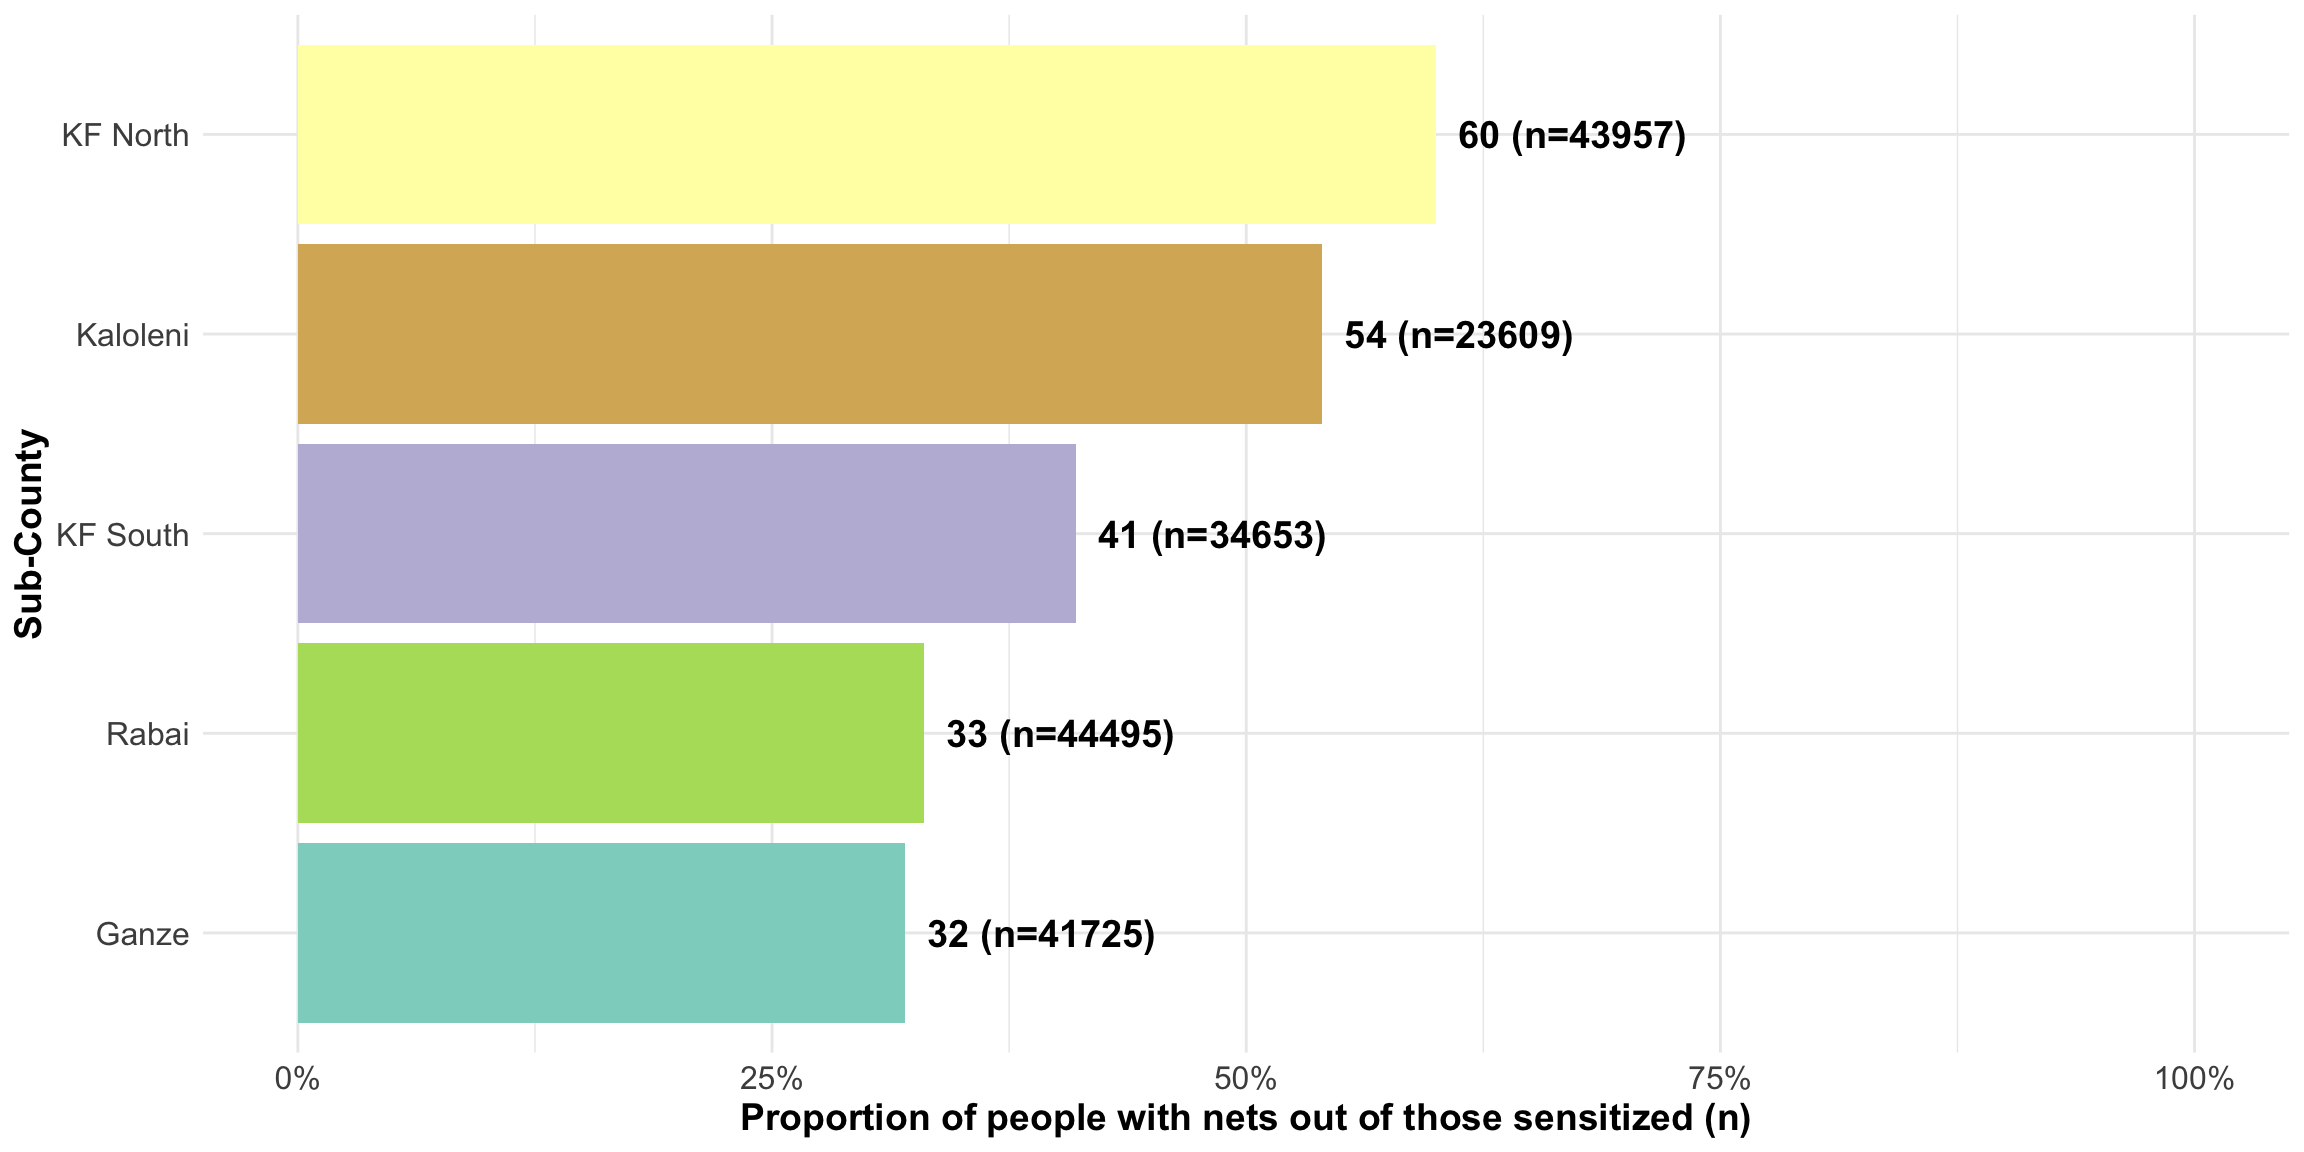 KF North
60 (n=43957)
Kaloleni
54 (n=23609)
KF South
41 (n=34653)
Rabai
33 (n=44495)
Ganze
32 (n=41725)
Sub-County
0%
25%
50%
75%
100%
Proportion of people with nets out of those sensitized (n)